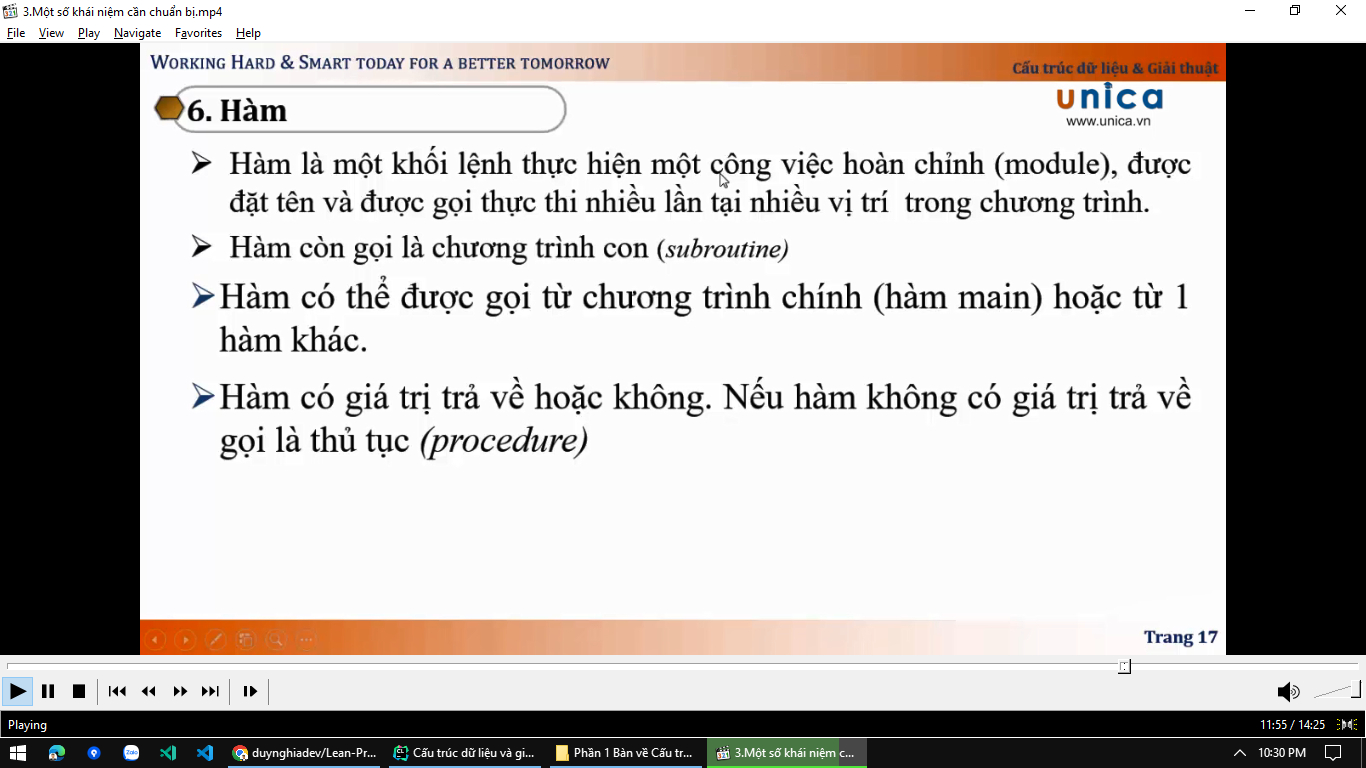 3.Một số khái niệm cần chuẩn bị.mp4
File View Play Navigate Favorites Help
WORKING HARD & SMART TODAY FOR A BETTER TOMORROW
Cấu trúc dữ liệu & Giải thuật
unica
www.unica.vn
6. Hàm
➢ Hàm là một khối lệnh thực hiện một công việc hoàn chỉnh (module), được
đặt tên và được gọi thực thi nhiều lần tại nhiều vị trí trong chương trình.
➢ Hàm còn gọi là chương trình con (subroutine)
➢Hàm có thể được gọi từ chương trình chính (hàm main) hoặc từ 1
hàm khác.
➢Hàm có giá trị trả về hoặc không. Nếu hàm không có giá trị trả về
gọi là thủ tục (procedure)
Trang 17
Playing
11:55 / 14:25
Zalo
duynghiadev/Lean-Pr...
Cấu trúc dữ liệu và gi...
Phần 1 Bàn về Cấu tr...
3.Một số khái niệm c...
10:30 PM